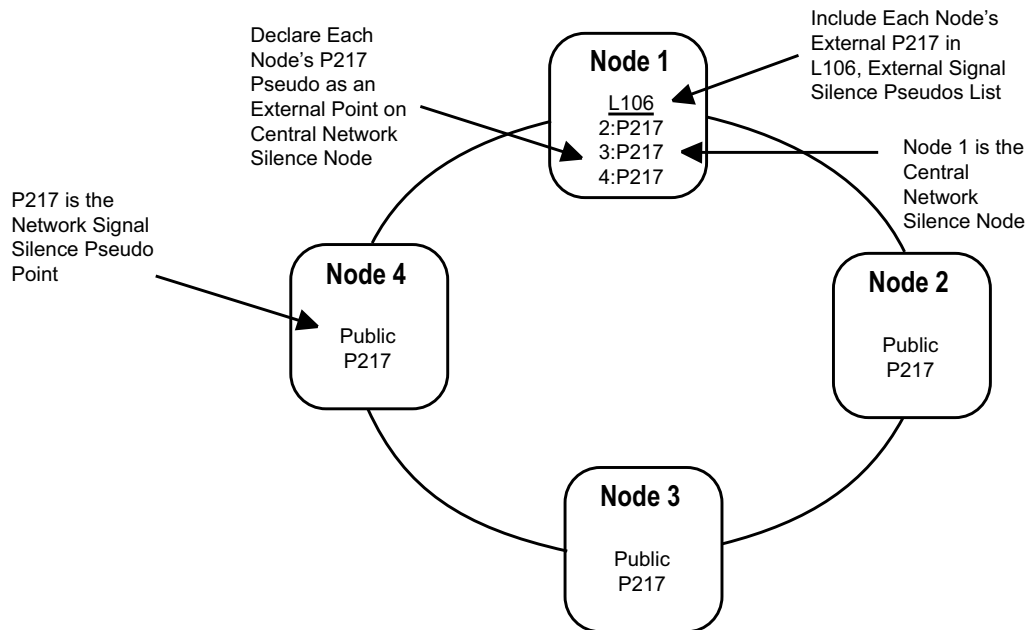 Declare Each
Node's P217
Pseudo as an
External Point on
Central Network
Silence Node
Node 1
L106
2:P217
3:P217
4:P217
Include Each Node's
External P217 in
L106, External Signal
Silence Pseudos List
Node 1 is the
Central
Network
Silence Node
P217 is the
Network Signal
Silence Pseudo
Point
Node 4
Public
P217
Node 2
Public
P217
Node 3
Public
P217